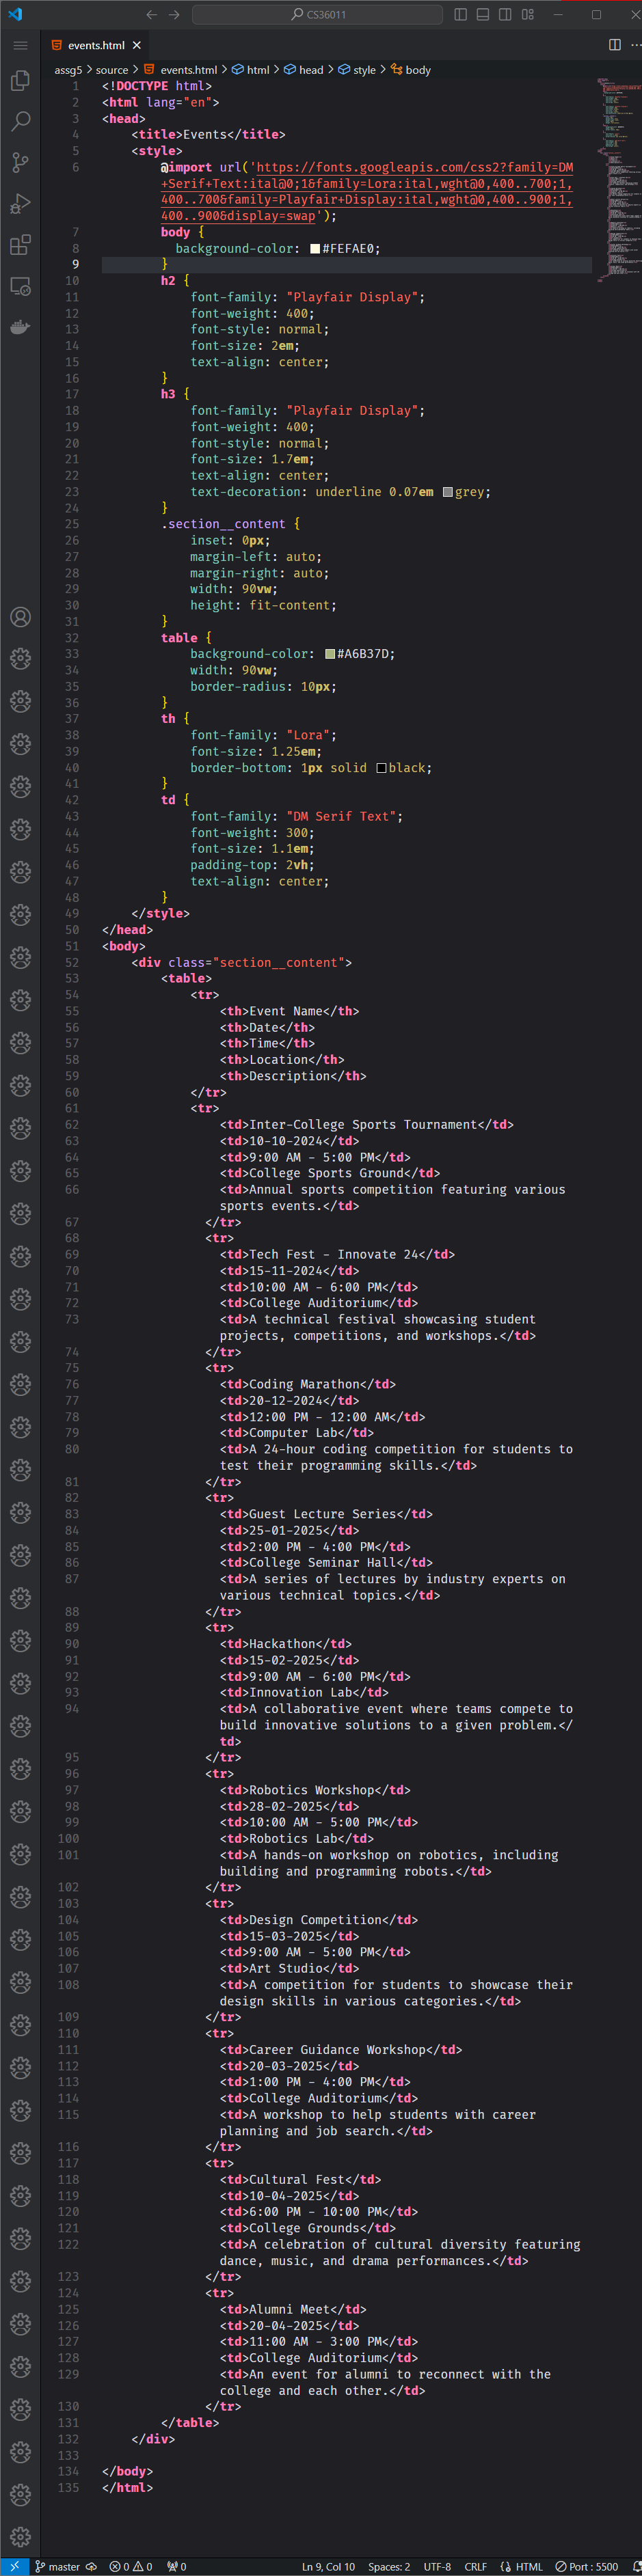 CS36011
events.html
assg5 > source > events.html > html > head > style > body
1 <!DOCTYPE html>
2 <html lang="en">
3 <head>
4 <title>Events</title>
5 <style>
6 @import url('https://fonts.googleapis.com/css2?family=DM
+Serif+Text:ital@0;1&family=Lora:ital,wght@0,400..700;1,
400..700&family=Playfair+Display:ital,wght@0,400..900;1,
400..900&display=swap');
7 body {
8 background-color: #FEFAE0;
9 }
10 h2 {
11 font-family: "Playfair Display";
12 font-weight: 400;
13 font-style: normal;
14 font-size: 2em;
15 text-align: center;
16 }
17 h3 {
18 font-family: "Playfair Display";
19 font-weight: 400;
20 font-style: normal;
21 font-size: 1.7em;
22 text-align: center;
23 text-decoration: underline 0.07em grey;
24 }
25 .section__content {
26 inset: 0px;
27 margin-left: auto;
28 margin-right: auto;
29 width: 90vw;
30 height: fit-content;
31 }
32 table {
33 background-color: #A6B37D;
34 width: 90vw;
35 border-radius: 10px;
36 }
37 th {
38 font-family: "Lora";
39 font-size: 1.25em;
40 border-bottom: 1px solid black;
41 }
42 td {
43 font-family: "DM Serif Text";
44 font-weight: 300;
45 font-size: 1.1em;
46 padding-top: 2vh;
47 text-align: center;
48 }
49 </style>
50 </head>
51 <body>
52 <div class="section__content">
53 <table>
54 <tr>
55 <th>Event Name</th>
56 <th>Date</th>
57 <th>Time</th>
58 <th>Location</th>
59 <th>Description</th>
60 </tr>
61 <tr>
62 <td>Inter-College Sports Tournament</td>
63 <td>10-10-2024</td>
64 <td>9:00 AM - 5:00 PM</td>
65 <td>College Sports Ground</td>
66 <td>Annual sports competition featuring various
sports events.</td>
67 </tr>
68 <tr>
69 <td>Tech Fest - Innovate 24</td>
70 <td>15-11-2024</td>
71 <td>10:00 AM - 6:00 PM</td>
72 <td>College Auditorium</td>
73 <td>A technical festival showcasing student
projects, competitions, and workshops.</td>
74 </tr>
75 <tr>
76 <td>Coding Marathon</td>
77 <td>20-12-2024</td>
78 <td>12:00 PM - 12:00 AM</td>
79 <td>Computer Lab</td>
80 <td>A 24-hour coding competition for students to
test their programming skills.</td>
81 </tr>
82 <tr>
83 <td>Guest Lecture Series</td>
84 <td>25-01-2025</td>
85 <td>2:00 PM - 4:00 PM</td>
86 <td>College Seminar Hall</td>
87 <td>A series of lectures by industry experts on
various technical topics.</td>
88 </tr>
89 <tr>
90 <td>Hackathon</td>
91 <td>15-02-2025</td>
92 <td>9:00 AM - 6:00 PM</td>
93 <td>Innovation Lab</td>
94 <td>A collaborative event where teams compete to
build innovative solutions to a given problem.</
td>
95 </tr>
96 <tr>
97 <td>Robotics Workshop</td>
98 <td>28-02-2025</td>
99 <td>10:00 AM - 5:00 PM</td>
100 <td>Robotics Lab</td>
101 <td>A hands-on workshop on robotics, including
building and programming robots.</td>
102 </tr>
103 <tr>
104 <td>Design Competition</td>
105 <td>15-03-2025</td>
106 <td>9:00 AM - 5:00 PM</td>
107 <td>Art Studio</td>
108 <td>A competition for students to showcase their
design skills in various categories.</td>
109 </tr>
110 <tr>
111 <td>Career Guidance Workshop</td>
112 <td>20-03-2025</td>
113 <td>1:00 PM - 4:00 PM</td>
114 <td>College Auditorium</td>
115 <td>A workshop to help students with career
planning and job search.</td>
116 </tr>
117 <tr>
118 <td>Cultural Fest</td>
119 <td>10-04-2025</td>
120 <td>6:00 PM - 10:00 PM</td>
121 <td>College Grounds</td>
122 <td>A celebration of cultural diversity featuring
dance, music, and drama performances.</td>
123 </tr>
124 <tr>
125 <td>Alumni Meet</td>
126 <td>20-04-2025</td>
127 <td>11:00 AM - 3:00 PM</td>
128 <td>College Auditorium</td>
129 <td>An event for alumni to reconnect with the
college and each other.</td>
130 </tr>
131 </table>
132 </div>
133
134 </body>
135 </html>
master 0 0 0 Ln 9, Col 10 Spaces: 2 UTF-8 CRLF HTML Port : 5500